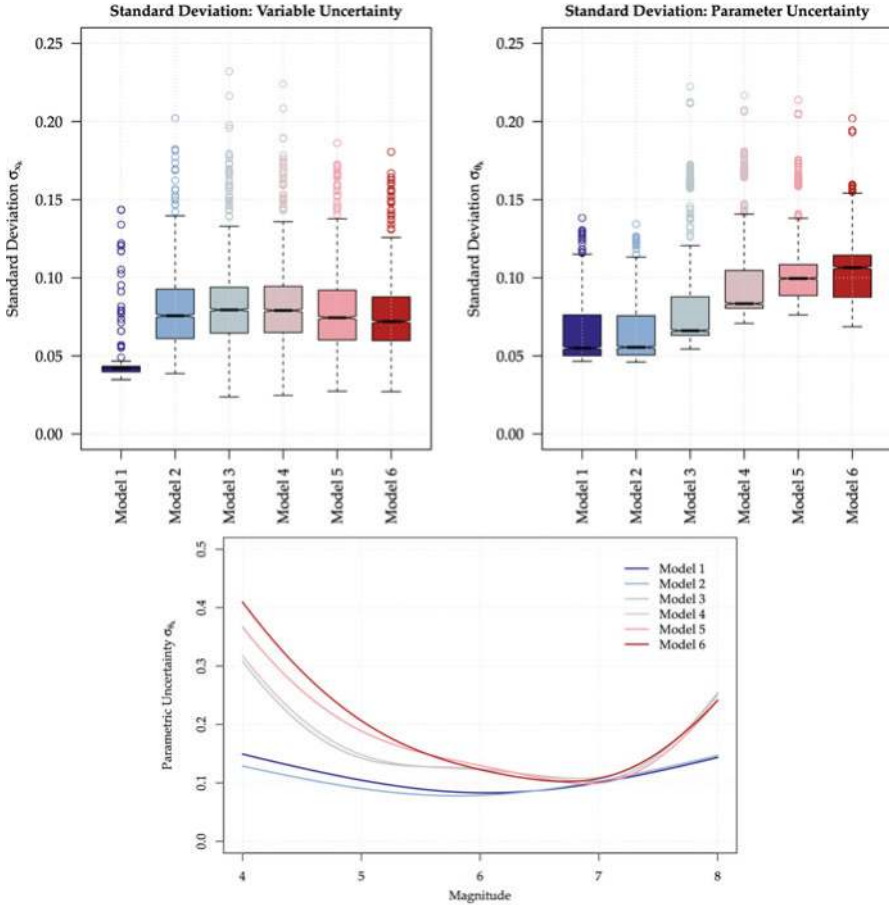 Standard Deviation: Variable Uncertainty
Standard Deviation σxk
0.25
0.20
0.15
0.10
0.05
0.00
Model 1
Model 2
Model 3
Model 4
Model 5
Model 6
Standard Deviation: Parameter Uncertainty
Standard Deviation σθk
0.25
0.20
0.15
0.10
0.05
0.00
Model 1
Model 2
Model 3
Model 4
Model 5
Model 6
Parametric Uncertainty σθk
0.5
0.4
0.3
0.2
0.1
0.0
Model 1
Model 2
Model 3
Model 4
Model 5
Model 6
4
5
6
7
8
Magnitude